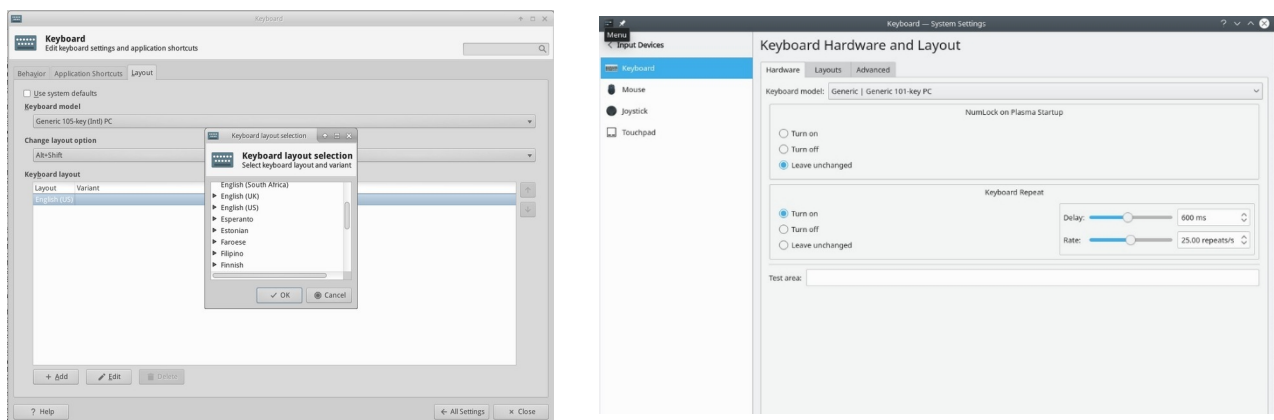 Keyboard
Keyboard
Edit keyboard settings and application shortcuts
Behavior Application Shortcuts Layout
Use system defaults
Keyboard model
Generic 105-key (Intl) PC
Change layout option
Alt+Shift
Keyboard layout
Layout Variant
English (US)
Keyboard layout selection
Keyboard layout selection
Select keyboard layout and variant
English (South Africa)
English (UK)
English (US)
Esperanto
Estonian
Faroese
Filipino
Finnish
OK Cancel
Add Edit Delete
? Help All Settings Close
Keyboard — System Settings
Menu
Input Devices
Keyboard
Mouse
Joystick
Touchpad
Keyboard Hardware and Layout
Hardware Layouts Advanced
Keyboard model: Generic | Generic 101-key PC
NumLock on Plasma Startup
Turn on
Turn off
Leave unchanged
Keyboard Repeat
Turn on
Turn off
Leave unchanged
Delay: 600 ms
Rate: 25.00 repeats/s
Test area: